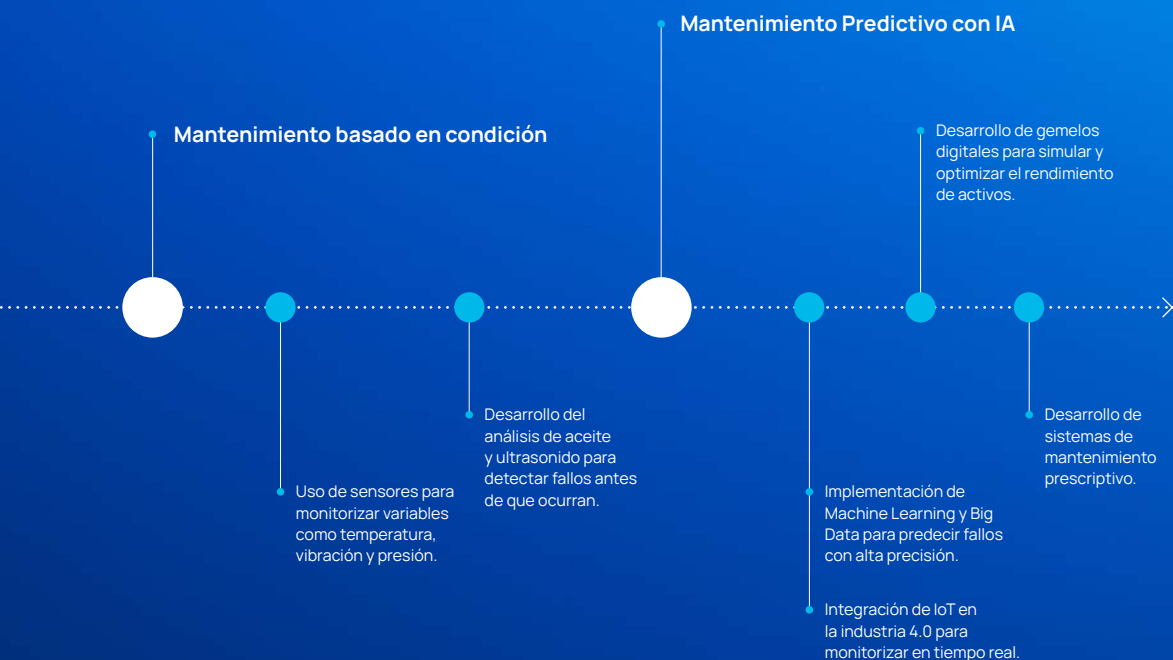 Mantenimiento Predictivo con IA
Mantenimiento basado en condición
Desarrollo de gemelos
digitales para simular y
optimizar el rendimiento
de activos.
Uso de sensores para
monitorizar variables
como temperatura,
vibración y presión.
Desarrollo del
análisis de aceite
y ultrasonido para
detectar fallos antes
de que ocurran.
Implementación de
Machine Learning y Big
Data para predecir fallos
con alta precisión.
Integración de IoT en
la industria 4.0 para
monitorizar en tiempo real.
Desarrollo de
sistemas de
mantenimiento
prescriptivo.